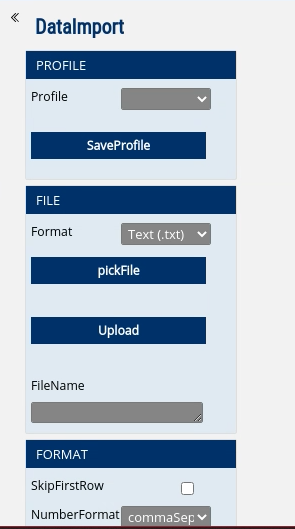 DataImport
PROFILE
Profile
SaveProfile
FILE
Format Text (.txt)
pickFile
Upload
FileName
FORMAT
SkipFirstRow
NumberFormat commaSep